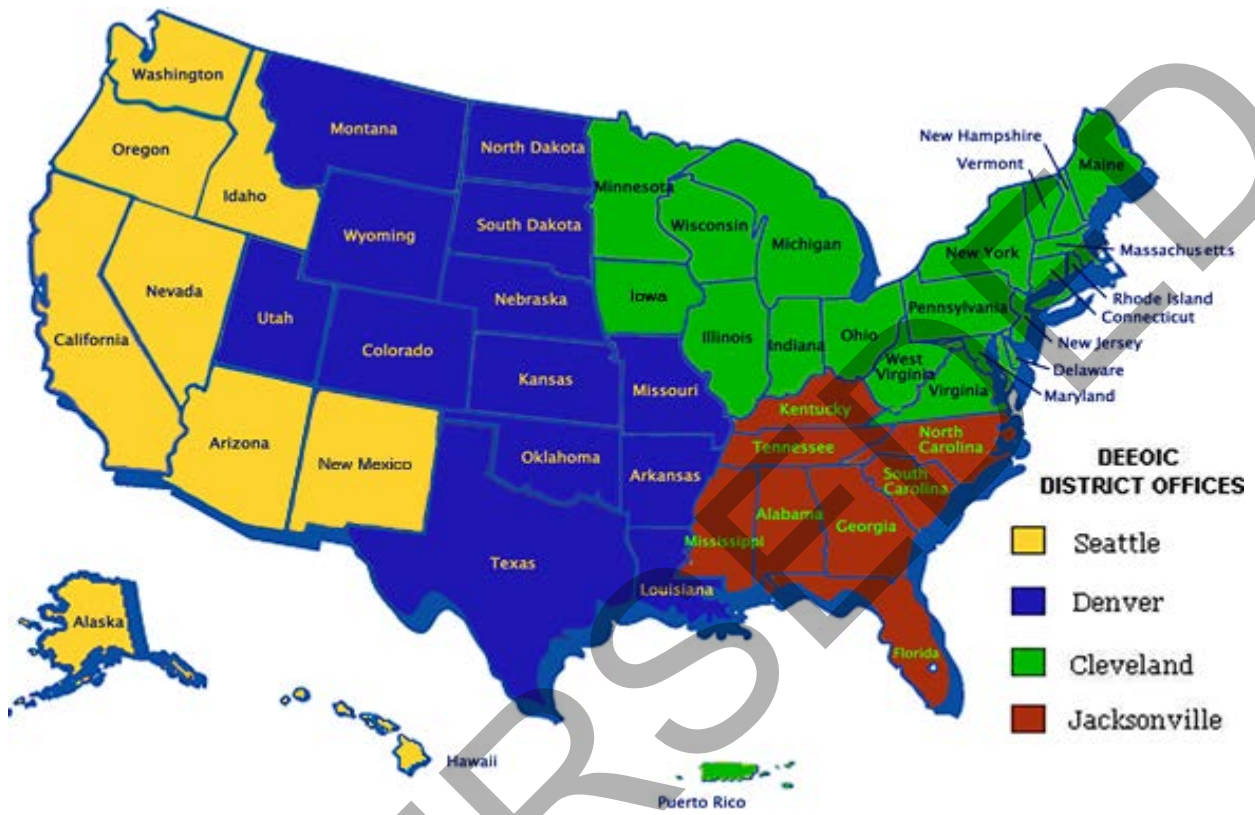 Washington
Montana
North Dakota
Oregon
Idaho
Minnesota
New Hampshire
Vermont
Maine
Wyoming
South Dakota
Wisconsin
Michigan
New York
Massachusetts
Nevada
Utah
Nebraska
Iowa
Pennsylvania
Rhode Island
Connecticut
California
Colorado
Illinois
Indiana
Ohio
New Jersey
Kansas
Missouri
West
Virginia
Virginia
Delaware
Maryland
Kentucky
Arizona
New Mexico
Oklahoma
Arkansas
Tennessee
North
Carolina
South
Carolina
Alabama
Georgia
Mississippi
Texas
Louisiana
Florida
Alaska
Hawaii
Puerto Rico
DEEOIC
DISTRICT OFFICES
Seattle
Denver
Cleveland
Jacksonville